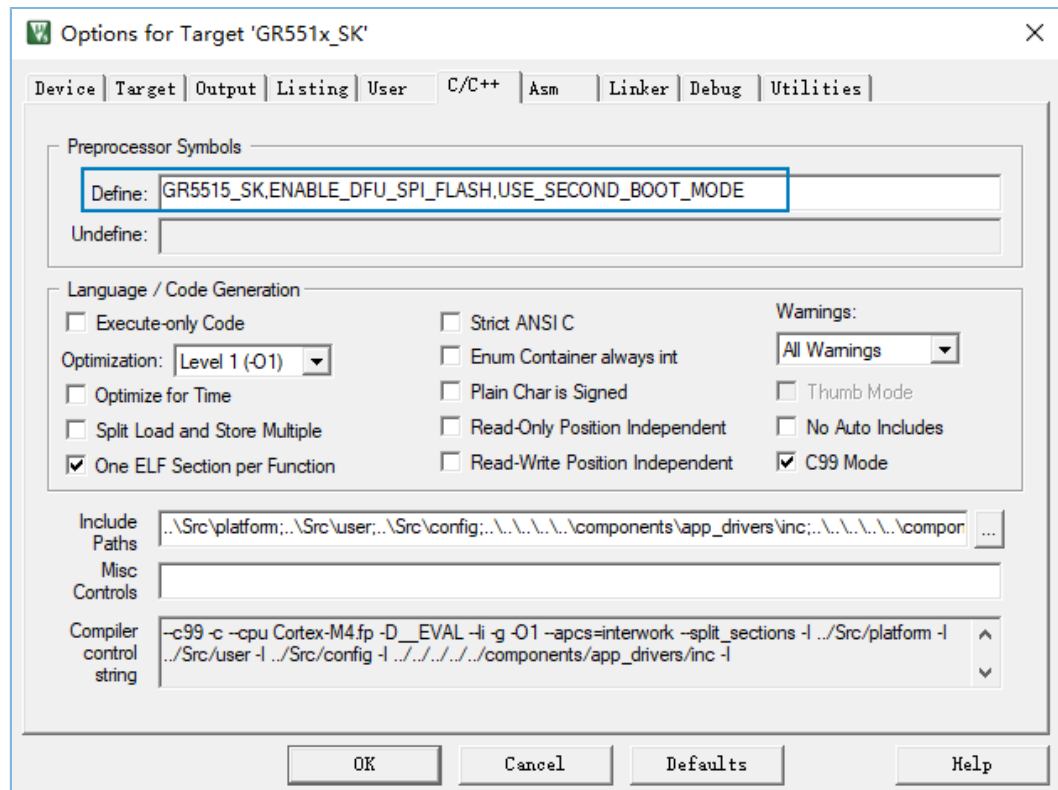 Options for Target 'GR551x_SK'
Device Target Output Listing User C/C++ Asm Linker Debug Utilities
Preprocessor Symbols
Define: GR5515_SK,ENABLE_DFU_SPI_FLASH,USE_SECOND_BOOT_MODE
Undefine:
Language / Code Generation
Execute-only Code
Optimization: Level 1 (-O1)
Optimize for Time
Split Load and Store Multiple
One ELF Section per Function
Strict ANSI C
Enum Container always int
Plain Char is Signed
Read-Only Position Independent
Read-Write Position Independent
Warnings:
All Warnings
Thumb Mode
No Auto Includes
C99 Mode
Include Paths
..\Src\platform;..\Src\user;..\Src\config;..\..\..\..\..\components\app_drivers\inc;..\..\..\..\..\compon
...
Misc Controls
Compiler control string
--c99 -c --cpu Cortex-M4.fp -D__EVAL --li -g -O1 --apcs=interwork --split_sections -I ../Src/platform -I
../Src/user -I ../Src/config -I ../../../../../components/app_drivers/inc -I
OK Cancel Defaults Help